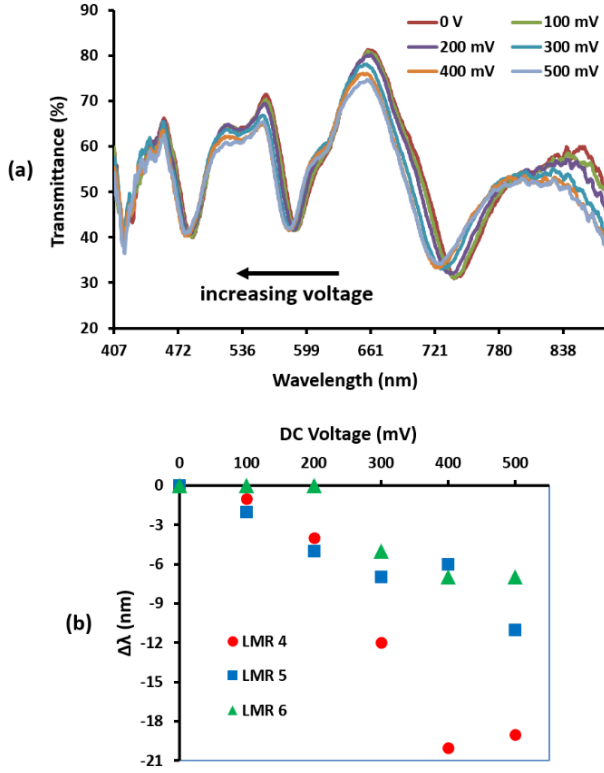 (a)
Transmittance (%)
90
80
70
60
50
40
30
20
0 V
100 mV
200 mV
300 mV
400 mV
500 mV
increasing voltage
407 472 536 599 661 721 780 838
Wavelength (nm)
(b)
DC Voltage (mV)
0 100 200 300 400 500
Δλ (nm)
0
-3
-6
-9
-12
-15
-18
-21
LMR 4
LMR 5
LMR 6